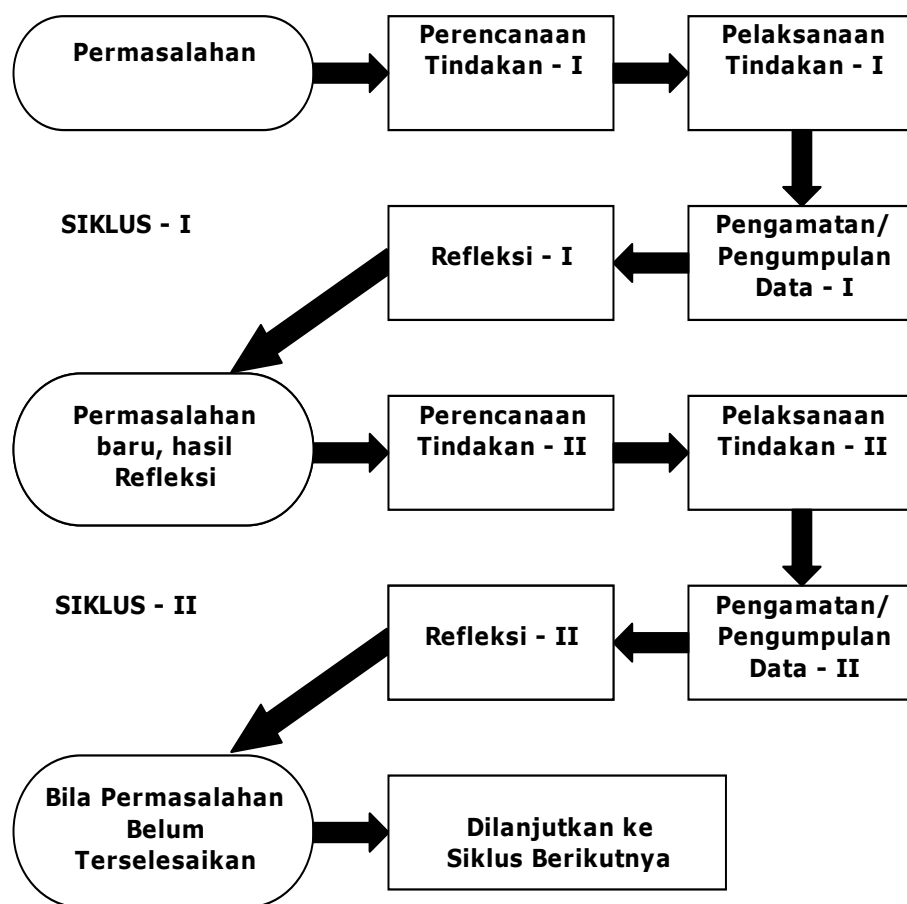 Permasalahan
Perencanaan
Tindakan - I
Pelaksanaan
Tindakan - I
SIKLUS - I
Refleksi - I
Pengamatan/
Pengumpulan
Data - I
Permasalahan
baru, hasil
Refleksi
Perencanaan
Tindakan - II
Pelaksanaan
Tindakan - II
SIKLUS - II
Refleksi - II
Pengamatan/
Pengumpulan
Data - II
Bila Permasalahan
Belum
Terselesaikan
Dilanjutkan ke
Siklus Berikutnya